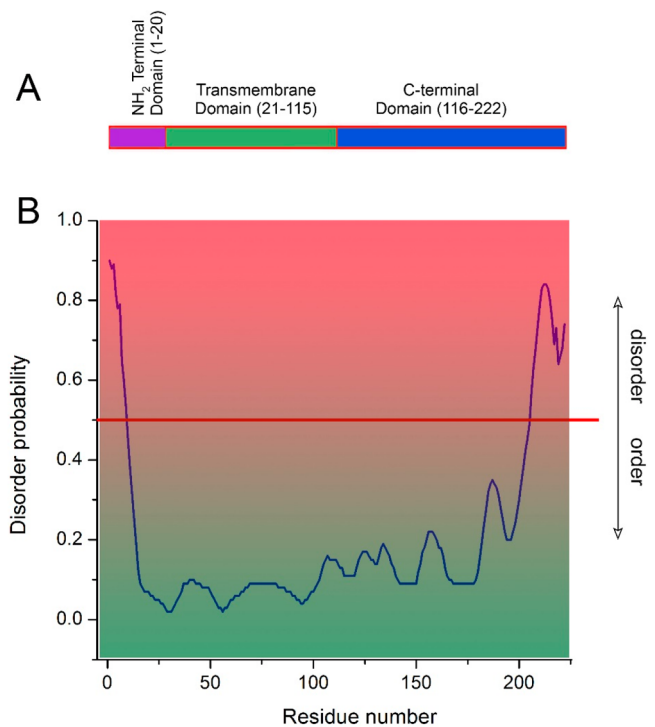 A
NH2 Terminal
Domain (1-20)
Transmembrane
Domain (21-115)
C-terminal
Domain (116-222)
B
1.0
0.8
0.6
0.4
0.2
0.0
Disorder probability
disorder
order
0
50
100
150
200
Residue number